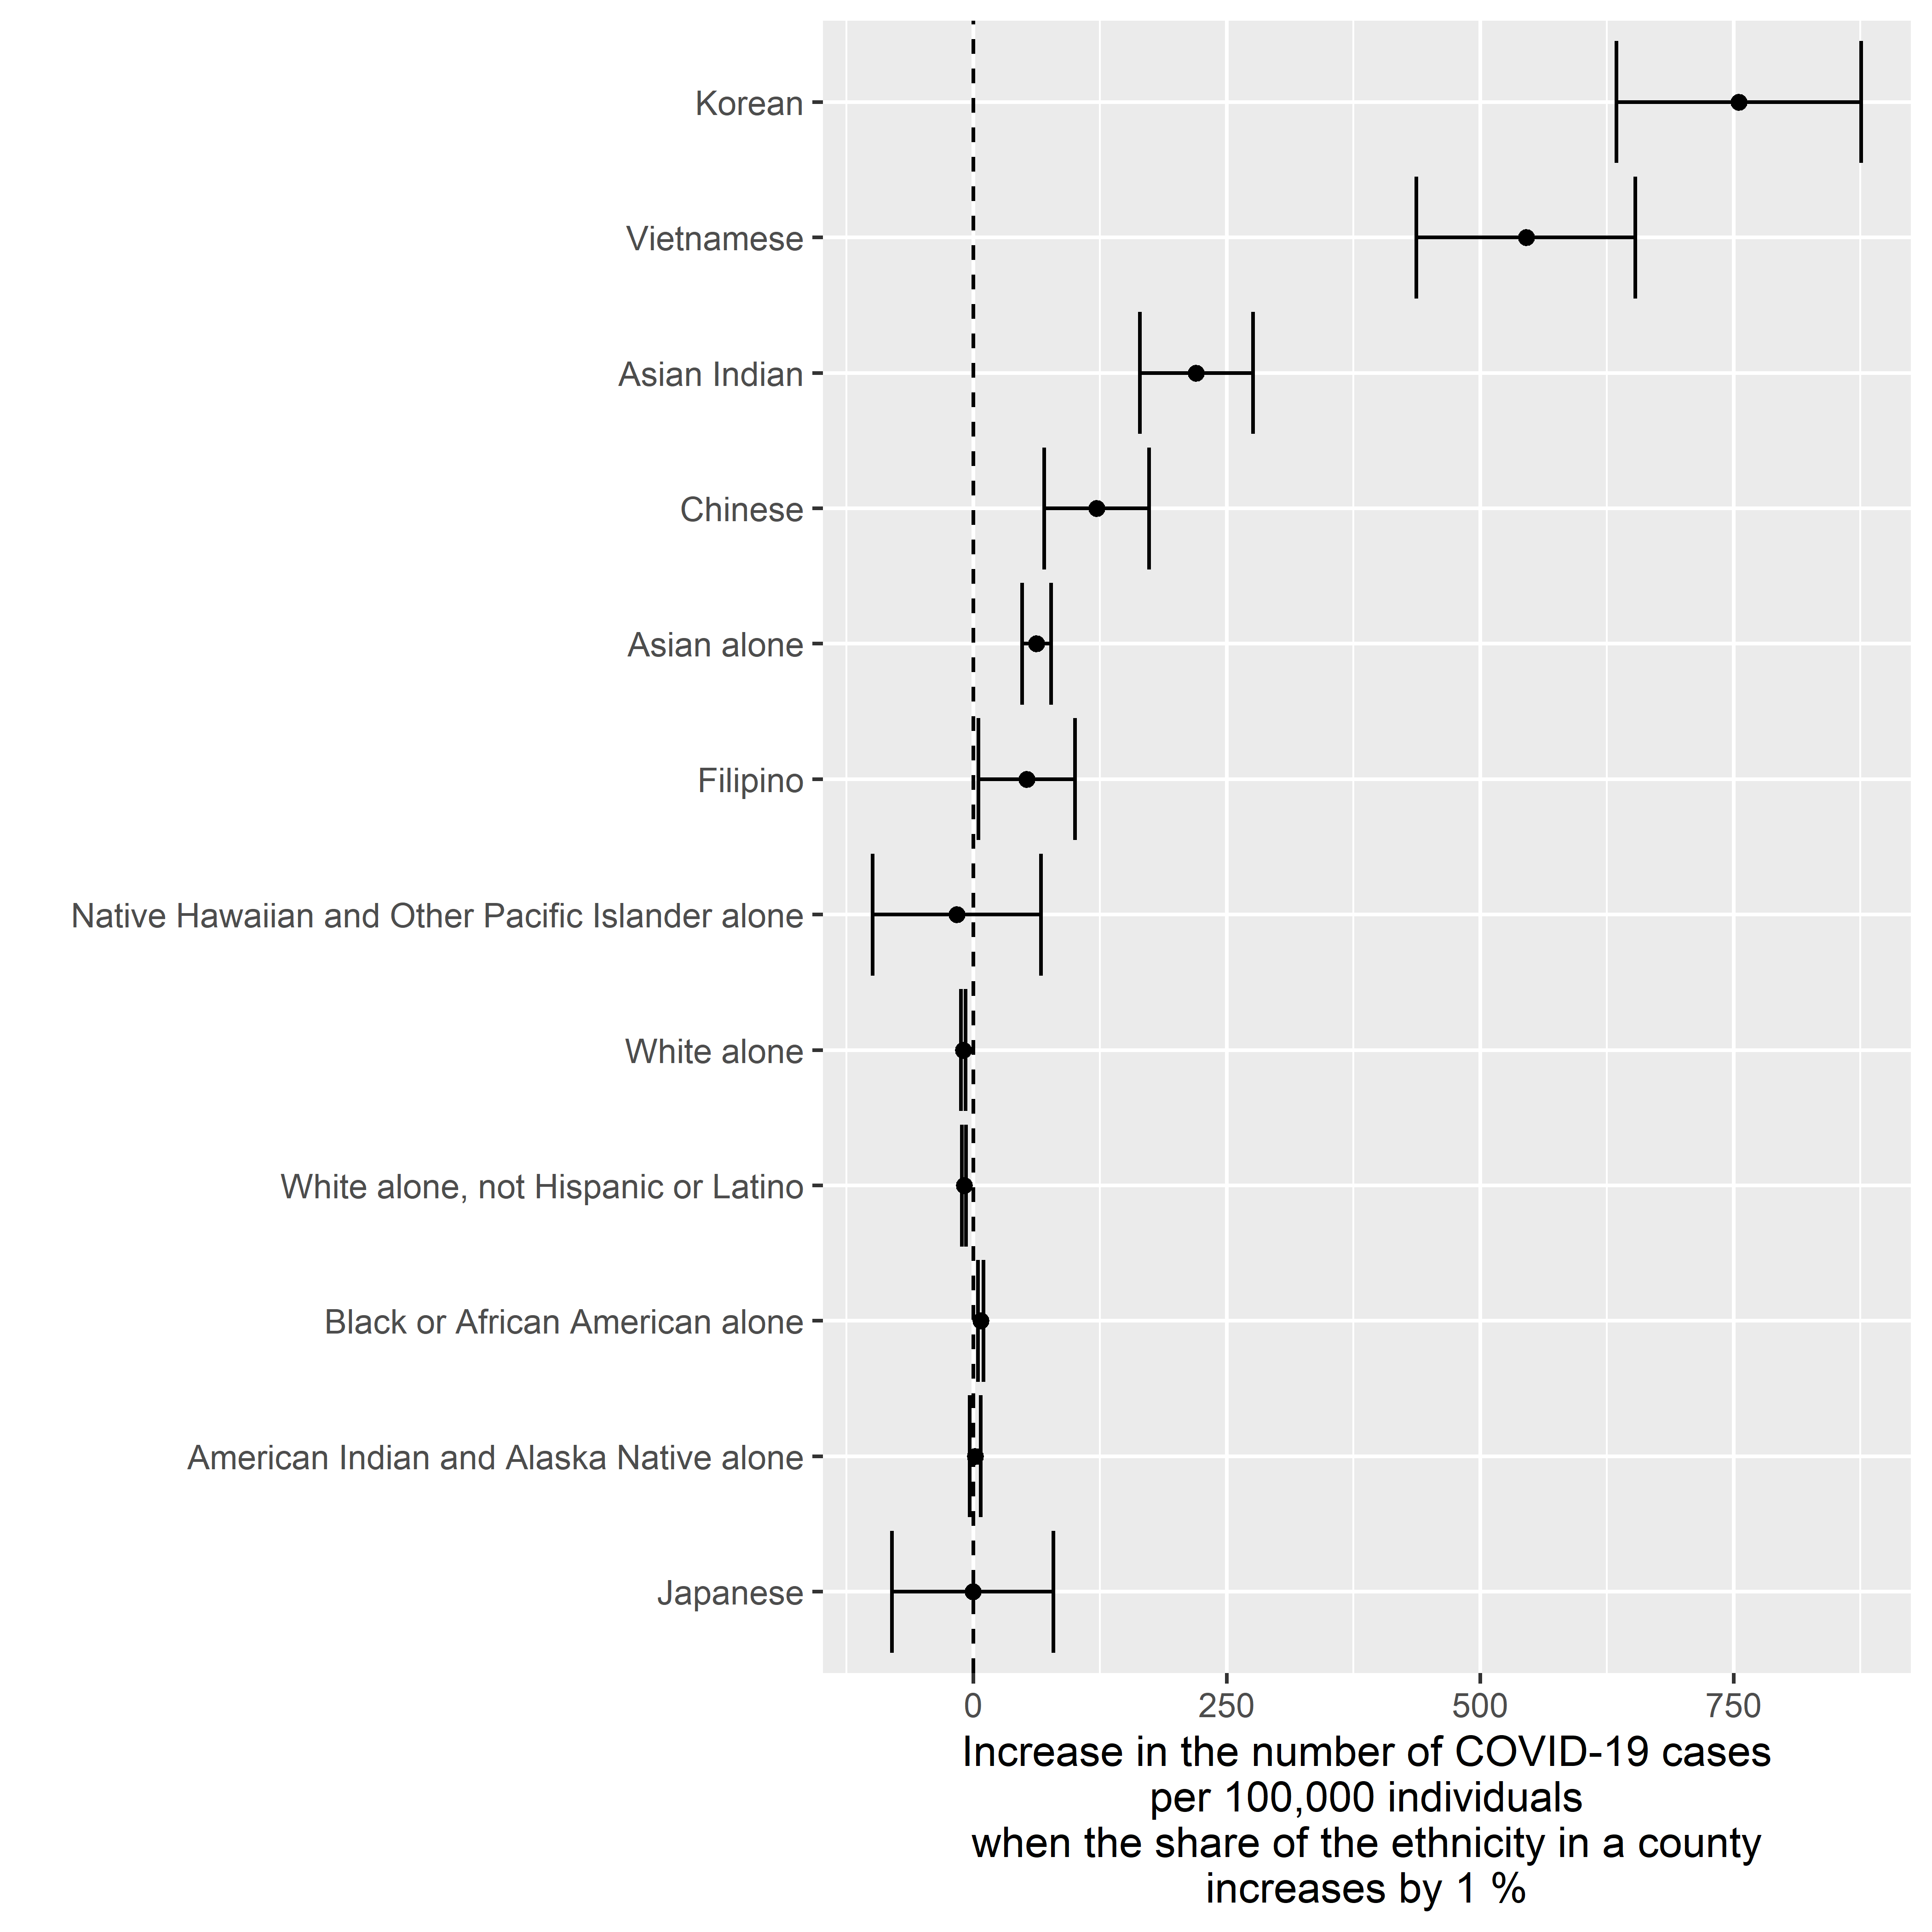 Korean
Vietnamese
Asian Indian
Chinese
Asian alone
Filipino
Native Hawaiian and Other Pacific Islander alone
White alone
White alone, not Hispanic or Latino
Black or African American alone
American Indian and Alaska Native alone
Japanese
0 250 500 750
Increase in the number of COVID-19 cases
per 100,000 individuals
when the share of the ethnicity in a county
increases by 1 %